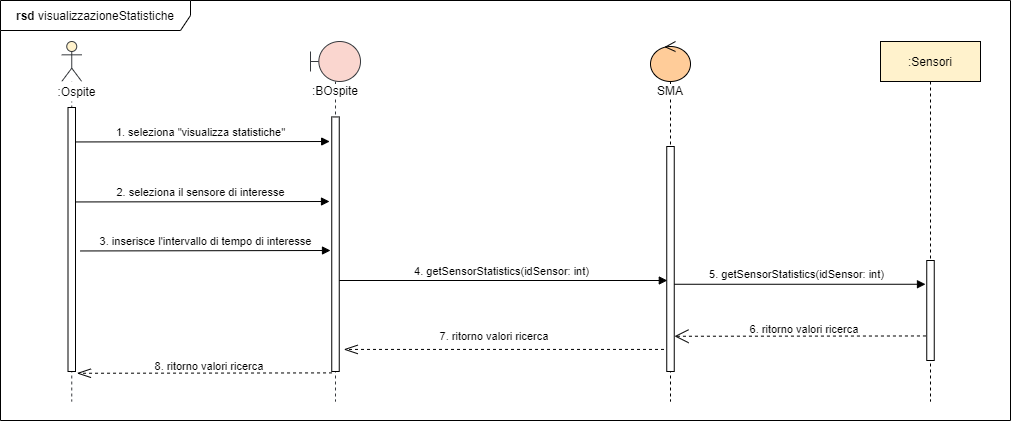 rsd visualizzazioneStatistiche
:Ospite
:BOspite
SMA
:Sensori
1. seleziona "visualizza statistiche"
2. seleziona il sensore di interesse
3. inserisce l'intervallo di tempo di interesse
4. getSensorStatistics(idSensor: int)
5. getSensorStatistics(idSensor: int)
6. ritorno valori ricerca
7. ritorno valori ricerca
8. ritorno valori ricerca